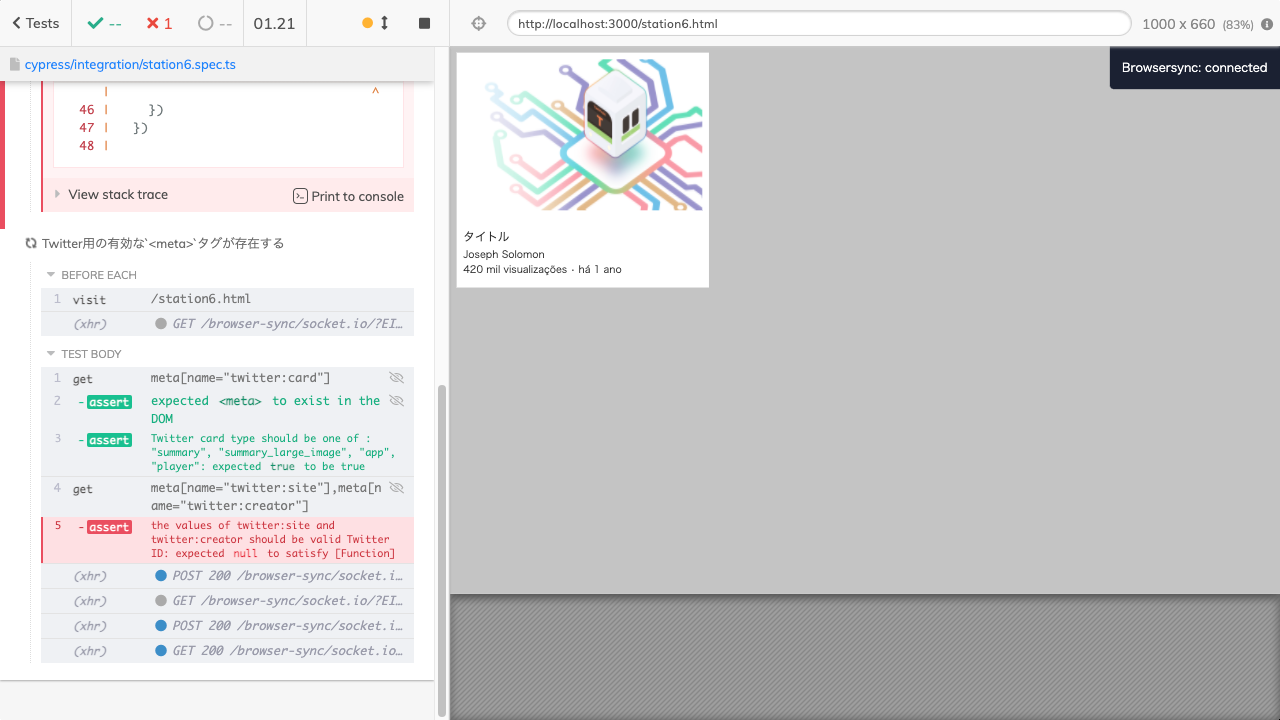 Tests
--
1
--
01.21
http://localhost:3000/station6.html
1000 x 660 (83%)
cypress/integration/station6.spec.ts
Browsersync: connected
| ^
46 | })
47 | })
48 |
View stack trace
Print to console
Twitter用の有効な`<meta>`タグが存在する
BEFORE EACH
1 visit /station6.html
(xhr) GET /browser-sync/socket.io/?EI…
TEST BODY
1 get meta[name="twitter:card"]
2 -assert expected <meta> to exist in the
DOM
3 -assert Twitter card type should be one of :
"summary", "summary_large_image", "app",
"player": expected true to be true
4 get meta[name="twitter:site"],meta[n
ame="twitter:creator"]
5 -assert the values of twitter:site and
twitter:creator should be valid Twitter
ID: expected null to satisfy [Function]
(xhr) POST 200 /browser-sync/socket.i…
(xhr) GET /browser-sync/socket.io/?EI…
(xhr) POST 200 /browser-sync/socket.i…
(xhr) GET 200 /browser-sync/socket.io…
T
タイトル
Joseph Solomon
420 mil visualizações・há 1 ano